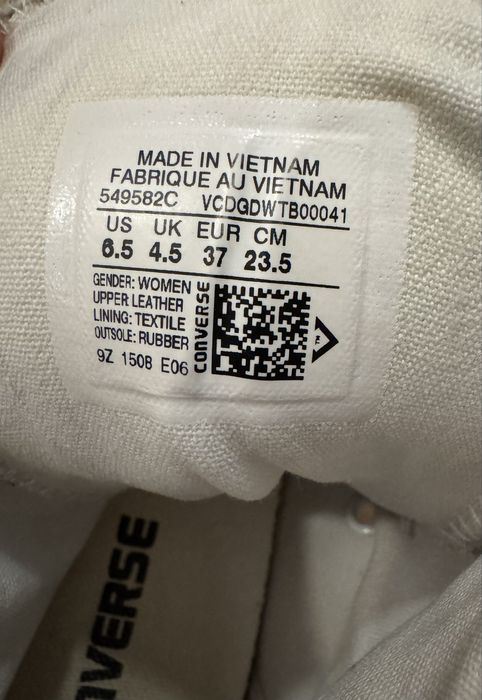 MADE IN VIETNAM
FABRIQUE AU VIETNAM
549582C VCDGDWTB00041
US UK EUR CM
6.5 4.5 37 23.5
GENDER: WOMEN
UPPER LEATHER
LINING: TEXTILE
OUTSOLE: RUBBER
9Z 1508 E06
CONVERSE
NVERSE